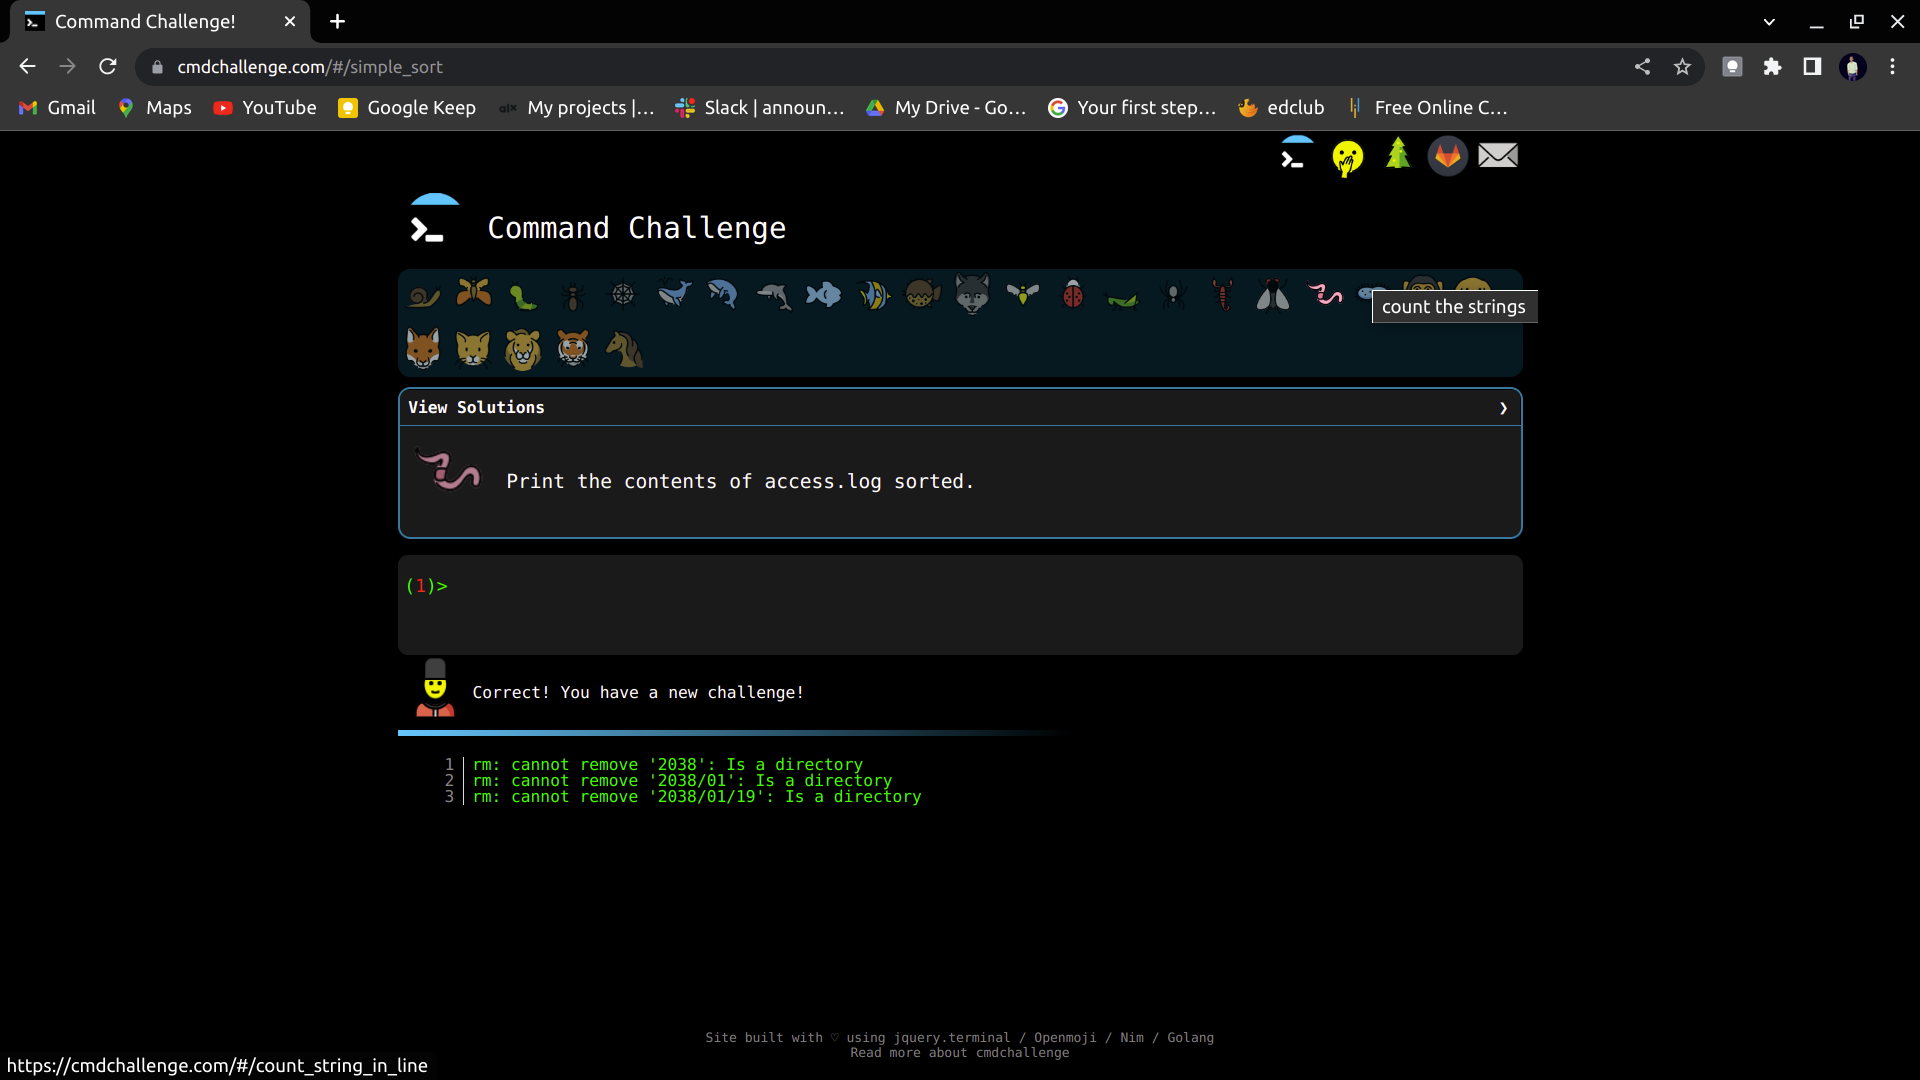 Command Challenge!
cmdchallenge.com/#/simple_sort
Gmail Maps YouTube Google Keep My projects |... Slack | announ... My Drive - Go... Your first step... edclub Free Online C...
Command Challenge
count the strings
View Solutions
Print the contents of access.log sorted.
(1)>
Correct! You have a new challenge!
1 rm: cannot remove '2038': Is a directory
2 rm: cannot remove '2038/01': Is a directory
3 rm: cannot remove '2038/01/19': Is a directory
Site built with ♡ using jquery.terminal / Openmoji / Nim / Golang
Read more about cmdchallenge
https://cmdchallenge.com/#/count_string_in_line